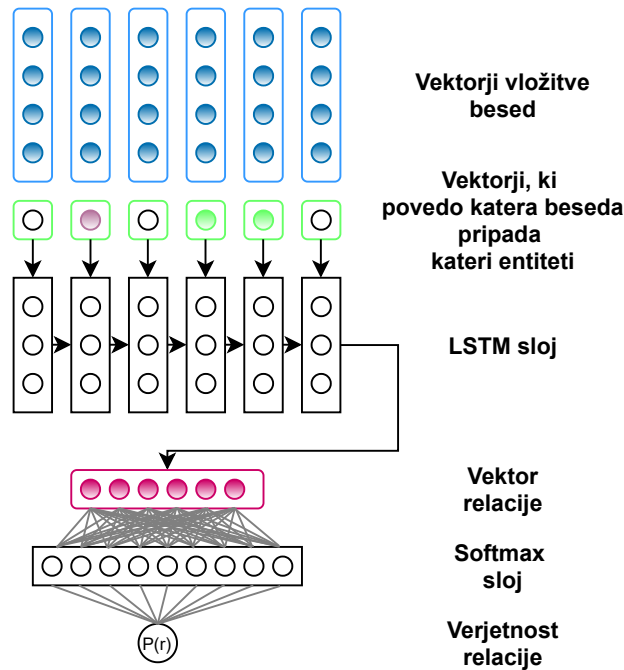 Vektorji vložitve
besed
Vektorji, ki
povedo katera beseda
pripada
kateri entiteti
LSTM sloj
Vektor
relacije
Softmax
sloj
P(r)
Verjetnost
relacije